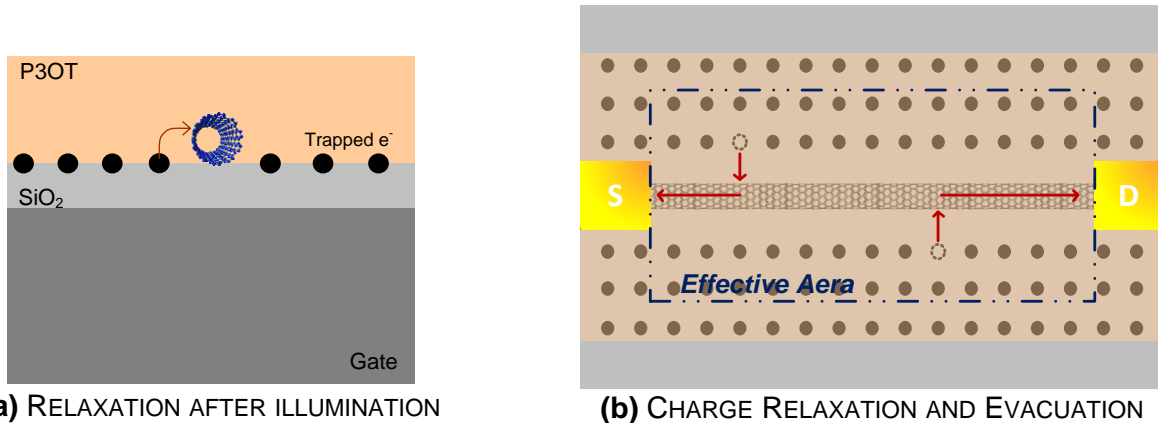 P3OT
Trapped e⁻
SiO₂
Gate
) RELAXATION AFTER ILLUMINATION
S
D
Effective Aera
(b) CHARGE RELAXATION AND EVACUATION